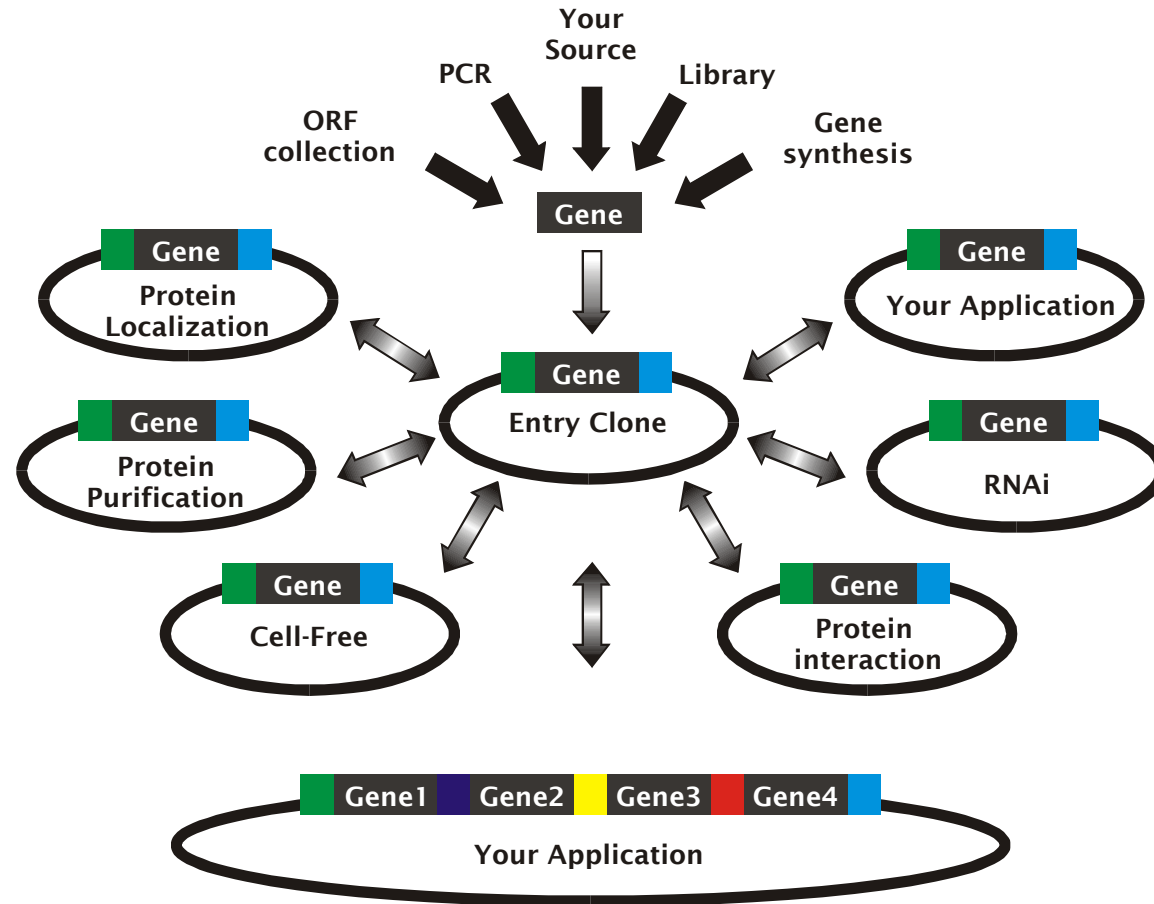 Your
Source
PCR
Library
ORF
collection
Gene
synthesis
Gene
Gene
Protein
Localization
Gene
Your Application
Gene
Entry Clone
Gene
Protein
Purification
Gene
RNAi
Gene
Cell-Free
Gene
Protein
interaction
Gene1 Gene2 Gene3 Gene4
Your Application